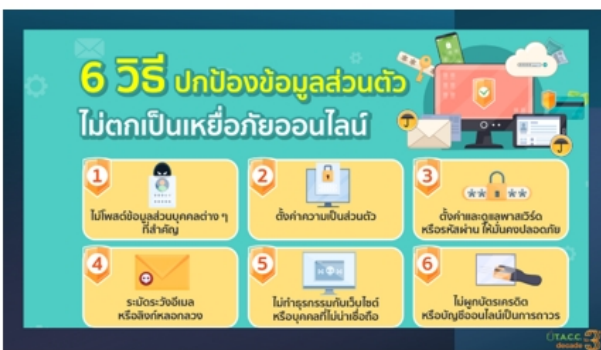 6 วิธี ปกป้องข้อมูลส่วนตัว
ไม่ตกเป็นเหยื่อภัยออนไลน์
1
ไม่โพสต์ข้อมูลส่วนบุคคลต่าง ๆ
ที่สำคัญ
2
ตั้งค่าความเป็นส่วนตัว
3
** **
ตั้งค่าและดูแลพาสเวิร์ด
หรือรหัสผ่าน ให้มั่นคงปลอดภัย
4
ระมัดระวังอีเมล
หรือลิงก์หลอกลวง
5
ไม่ทำธุรกรรมกับเว็บไซต์
หรือบุคคลที่ไม่น่าเชื่อถือ
6
ไม่ผูกบัตรเครดิต
หรือบัญชีออนไลน์เป็นการถาวร
UTACC
decade 3